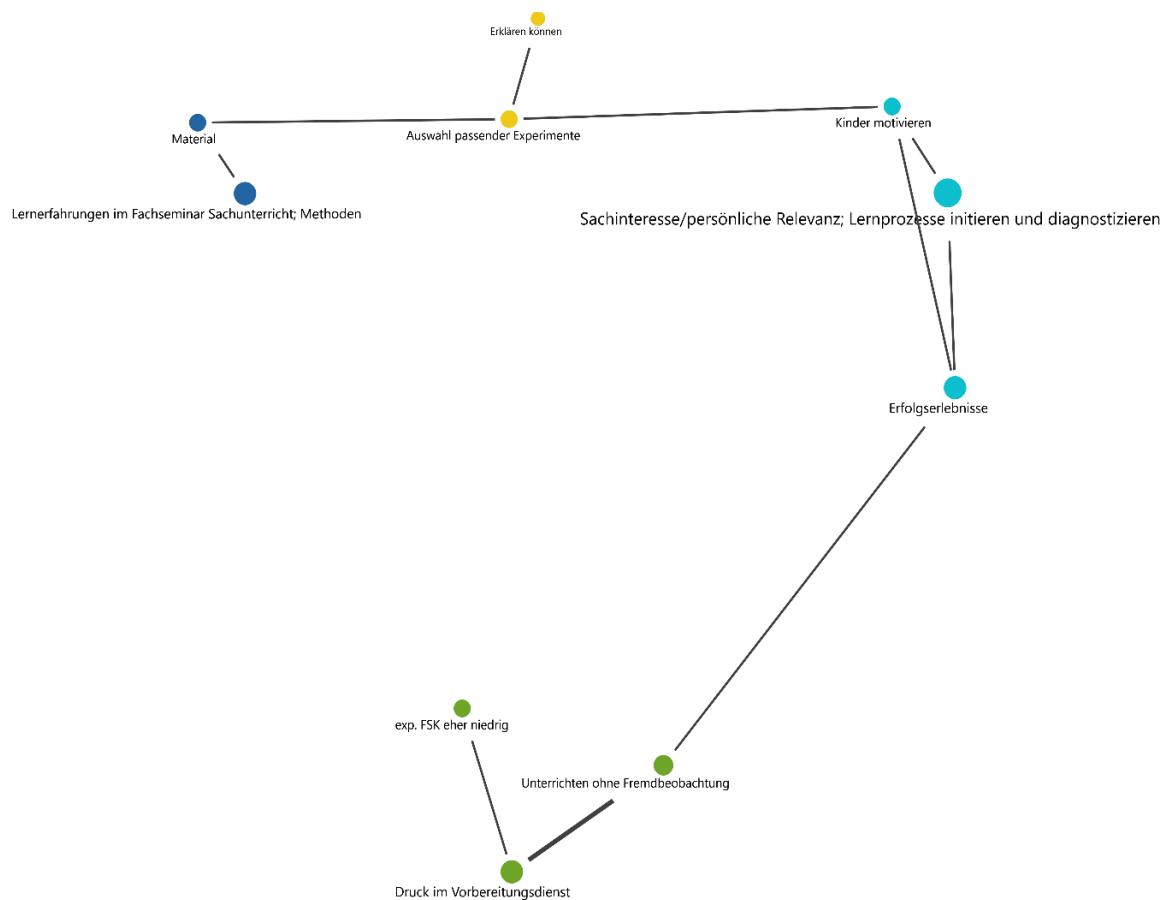 Erklären können
Material
Auswahl passender Experimente
Kinder motivieren
Lernerfahrungen im Fachseminar Sachunterricht; Methoden
Sachinteresse/persönliche Relevanz; Lernprozesse initieren und diagnostizieren
Erfolgserlebnisse
exp. FSK eher niedrig
Unterrichten ohne Fremdbeobachtung
Druck im Vorbereitungsdienst